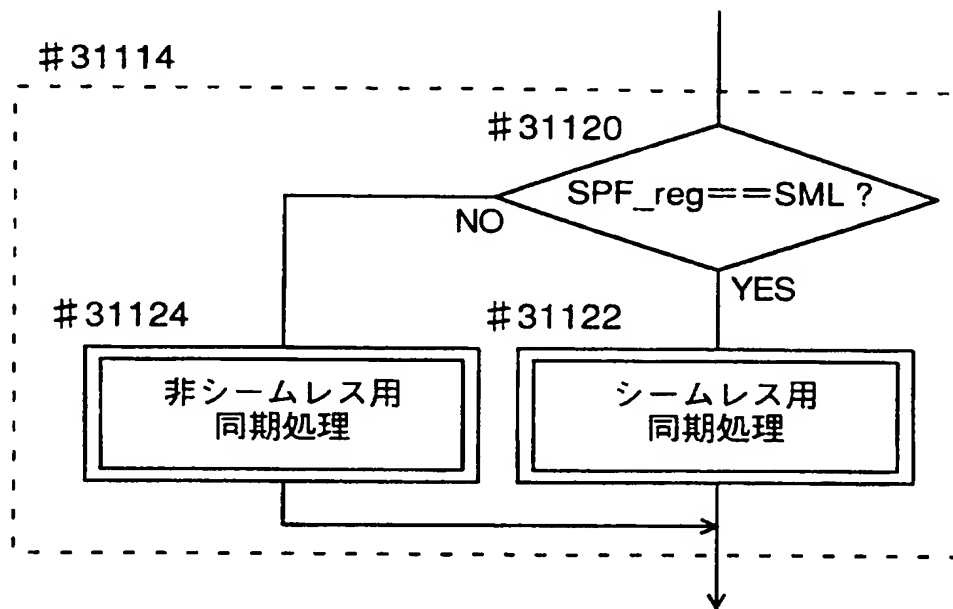 #31114
#31120
SPF_reg==SML ?
NO
YES
#31124
#31122
非シームレス用
同期処理
シームレス用
同期処理